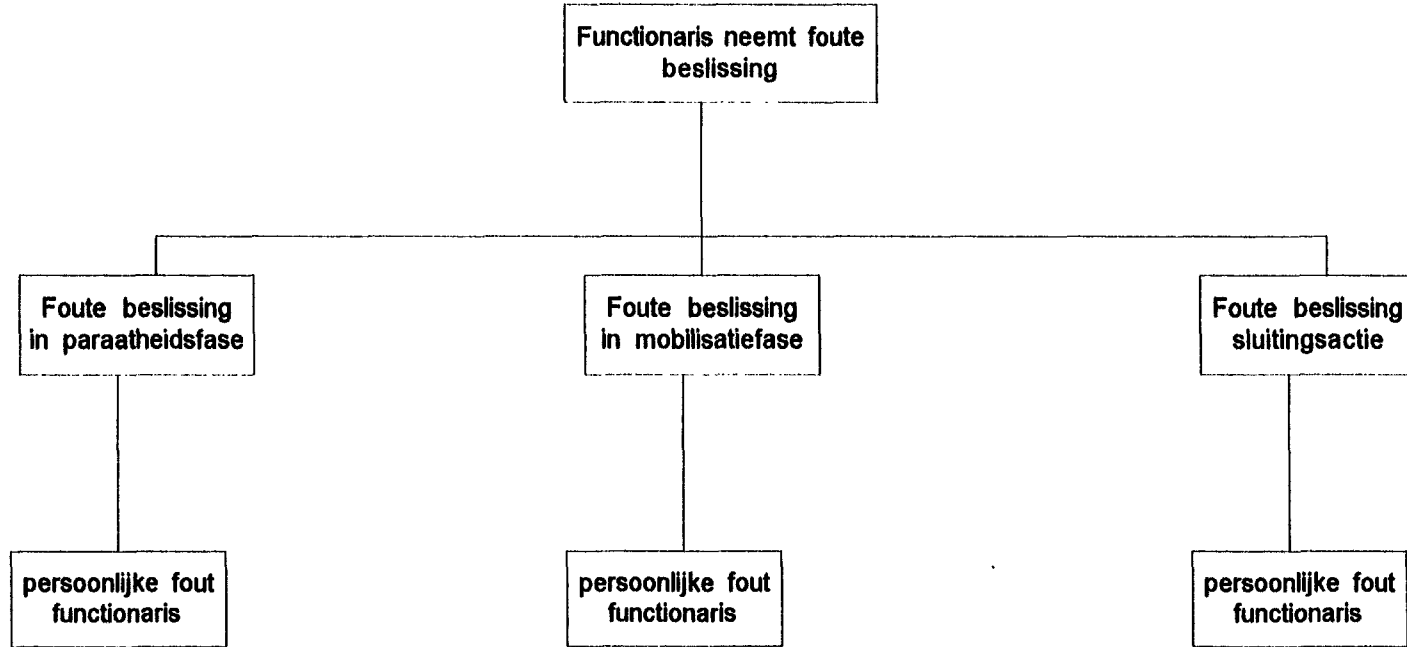 Functionaris neemt foute
beslissing
Foute beslissing
in paraatheidsfase
Foute beslissing
in mobilisatiefase
Foute beslissing
sluitingsactie
persoonlijke fout
functionaris
persoonlijke fout
functionaris
persoonlijke fout
functionaris